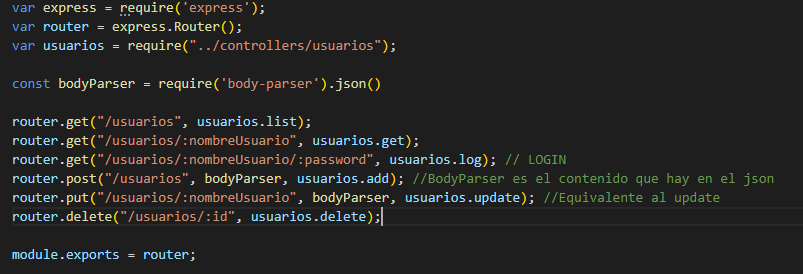 var express = require('express');
var router = express.Router();
var usuarios = require("../controllers/usuarios");
const bodyParser = require('body-parser').json()
router.get("/usuarios", usuarios.list);
router.get("/usuarios/:nombreUsuario", usuarios.get);
router.get("/usuarios/:nombreUsuario/:password", usuarios.log); // LOGIN
router.post("/usuarios", bodyParser, usuarios.add); //BodyParser es el contenido que hay en el json
router.put("/usuarios/:nombreUsuario", bodyParser, usuarios.update); //Equivalente al update
router.delete("/usuarios/:id", usuarios.delete);
module.exports = router;